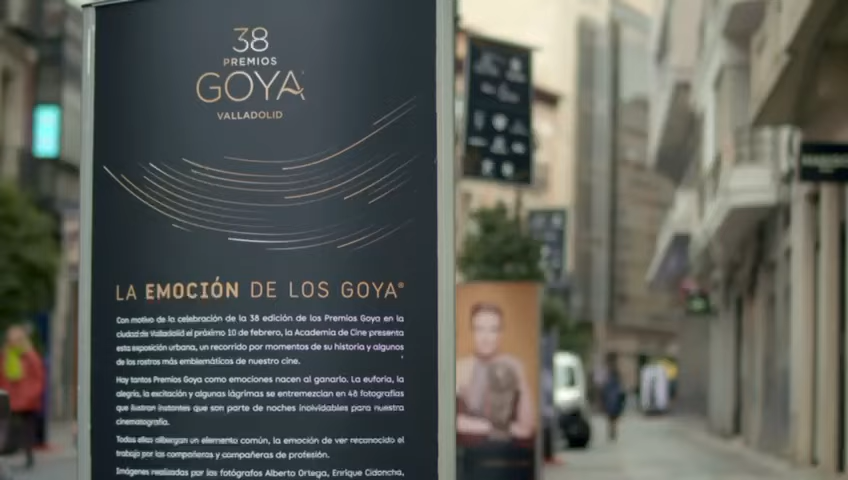 38
PREMIOS
GOYA
VALLADOLID
LA EMOCIÓN DE LOS GOYA®
Con motivo de la celebración de la 38 edición de los Premios Goya en la
ciudad de Valladolid el próximo 10 de febrero, la Academia de Cine presenta
esta exposición urbana, un recorrido por momentos de su historia y algunos
de los rostros más emblemáticos de nuestro cine.
Hay tantos Premios Goya como emociones nacen al ganarlo. La euforia, la
alegría, la excitación y algunas lágrimas se entremezclan en 48 fotografías
que ilustran instantes que son parte de noches inolvidables para nuestra
cinematografía.
Todas ellas albergan un elemento común, la emoción de ver reconocido el
trabajo por los compañeros y compañeras de profesión.
Imágenes realizadas por los fotógrafos Alberto Ortega, Enrique Cidoncha,